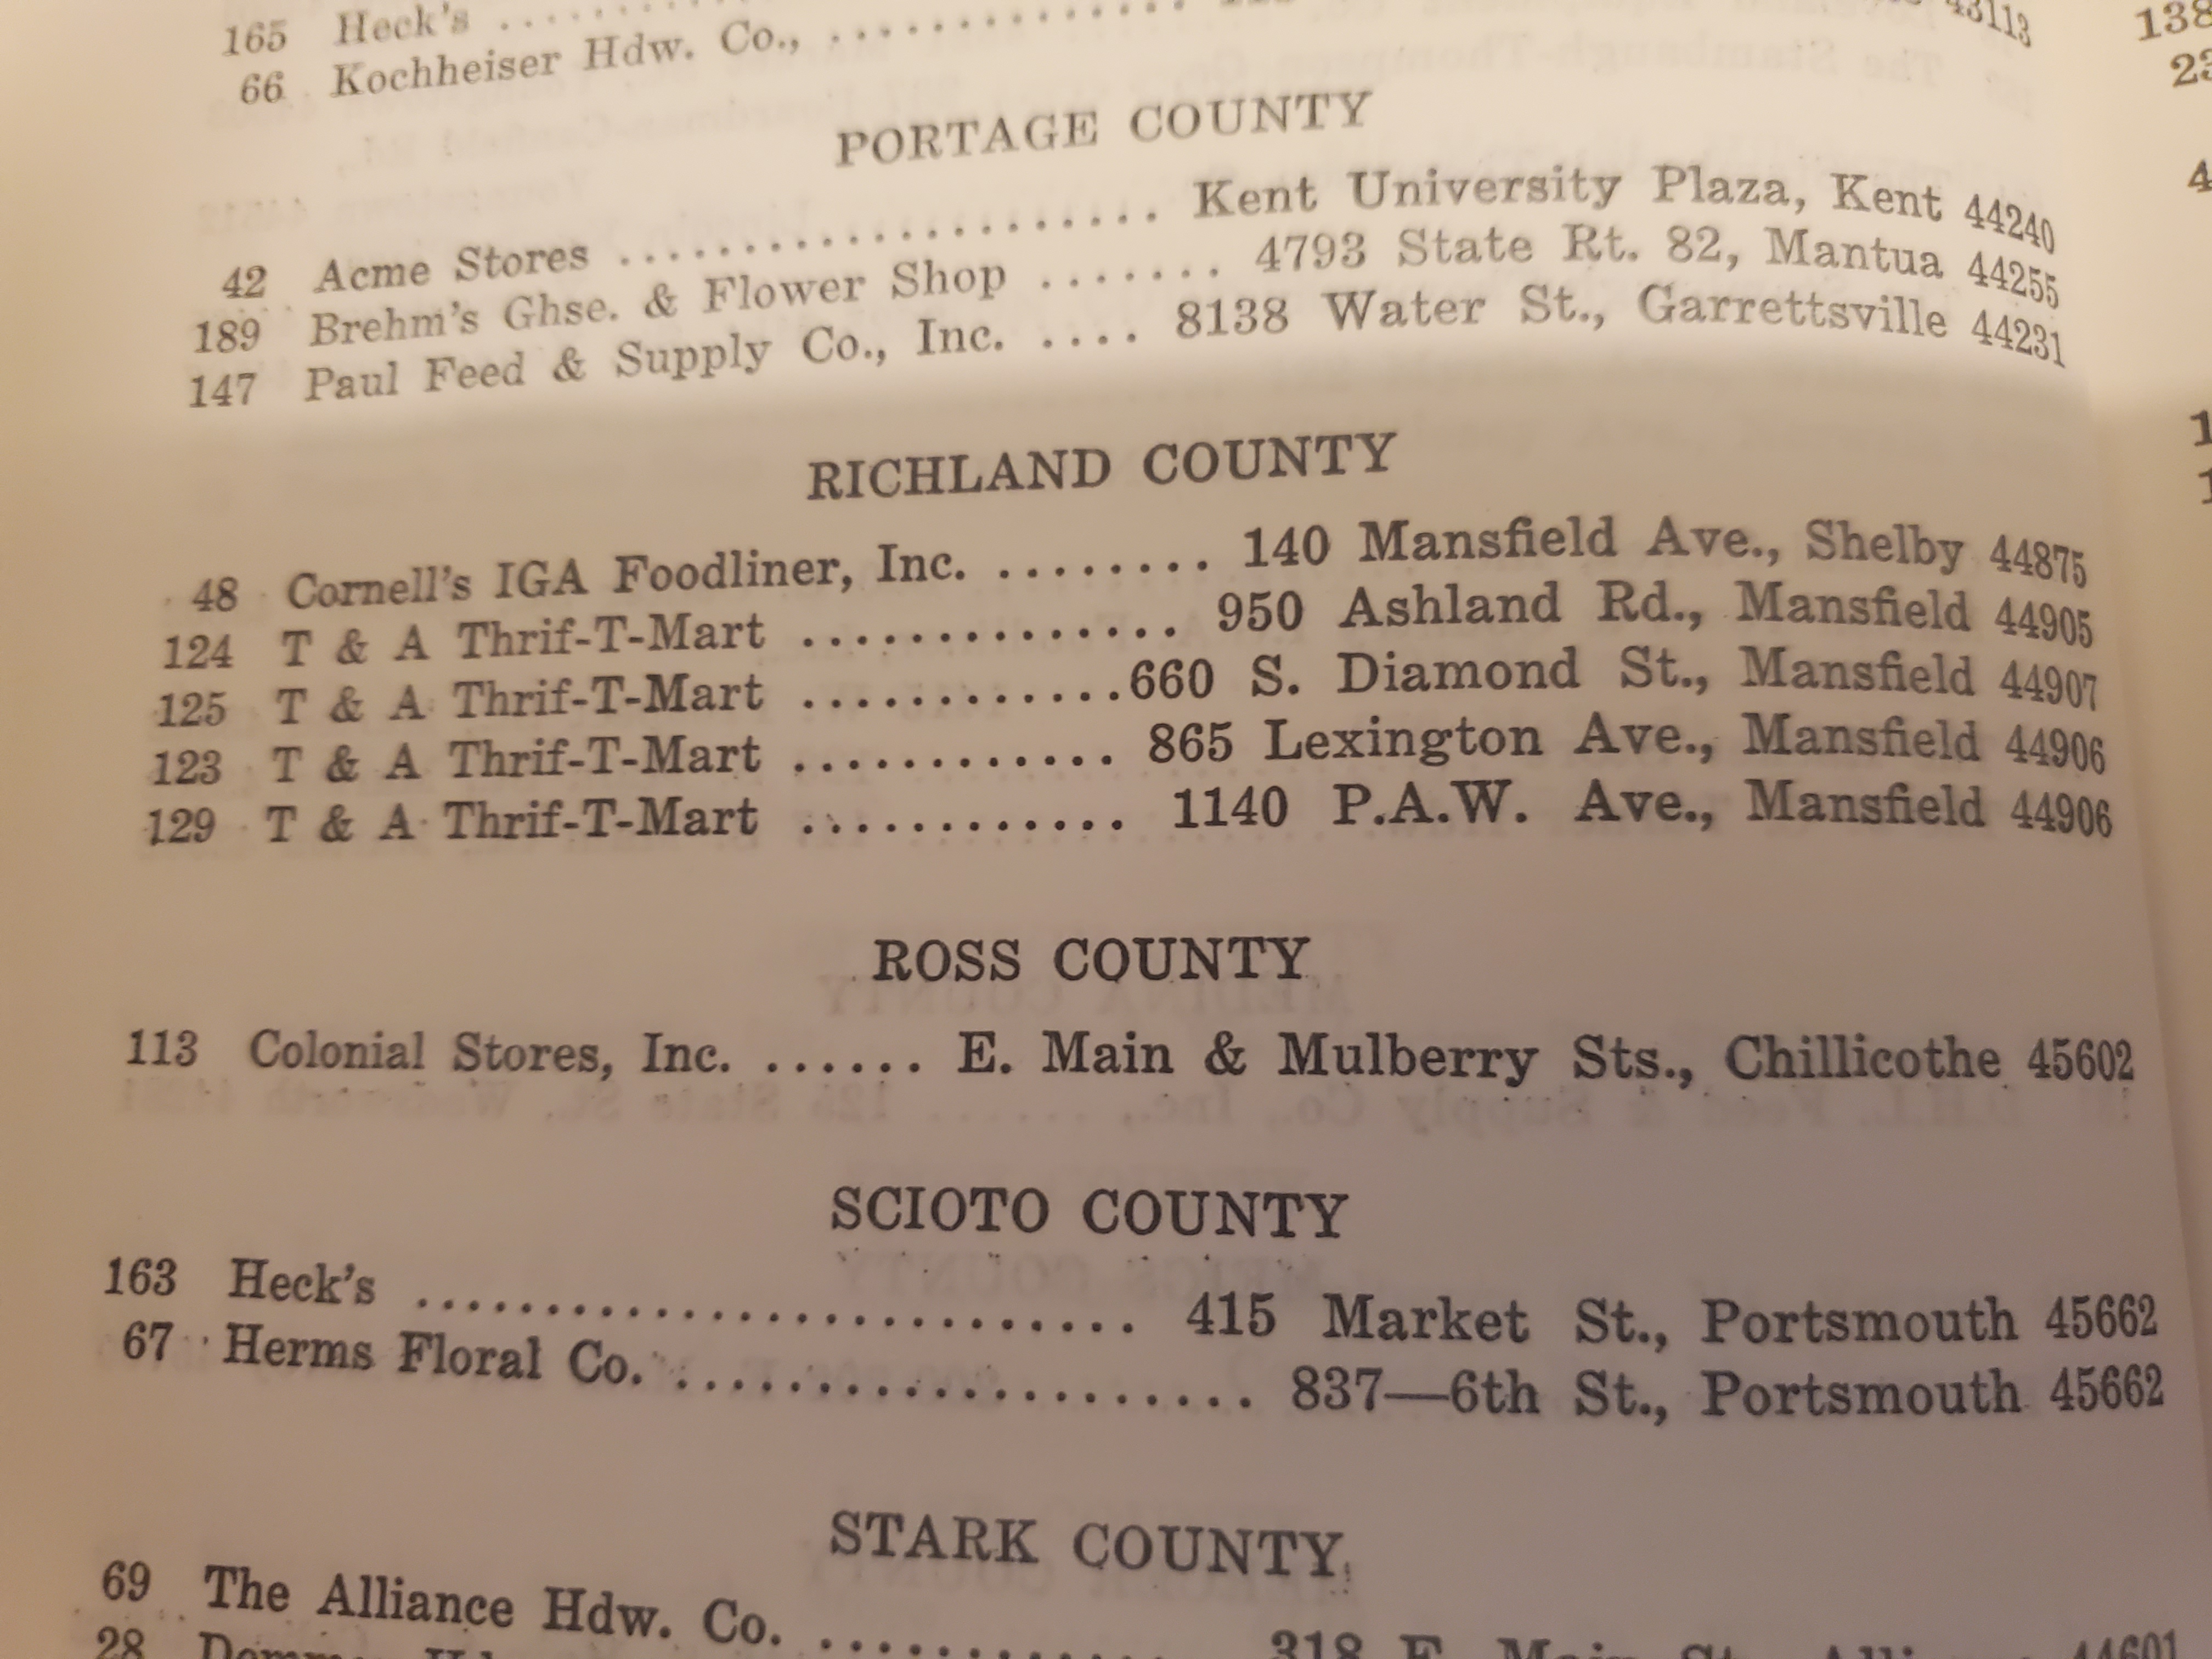 165 Heck's ........ 43113
66 Kochheiser Hdw. Co., ....................
PORTAGE COUNTY
42 Acme Stores ...................... Kent University Plaza, Kent 44240
189 Brehm's Ghse. & Flower Shop ....... 4793 State Rt. 82, Mantua 44255
147 Paul Feed & Supply Co., Inc. .... 8138 Water St., Garrettsville 44231
RICHLAND COUNTY
48 Cornell's IGA Foodliner, Inc. ........ 140 Mansfield Ave., Shelby 44875
124 T & A Thrif-T-Mart .............. 950 Ashland Rd., Mansfield 44905
125 T & A Thrif-T-Mart ............660 S. Diamond St., Mansfield 44907
123 T & A Thrif-T-Mart ............ 865 Lexington Ave., Mansfield 44906
129 T & A Thrif-T-Mart ............ 1140 P.A.W. Ave., Mansfield 44906
ROSS COUNTY
113 Colonial Stores, Inc. ...... E. Main & Mulberry Sts., Chillicothe 45602
SCIOTO COUNTY
163 Heck's ............................ 415 Market St., Portsmouth 45662
67 Herms Floral Co. ...................... 837—6th St., Portsmouth 45662
STARK COUNTY
69 The Alliance Hdw. Co. .............. 318 E. Main St., 44601
28